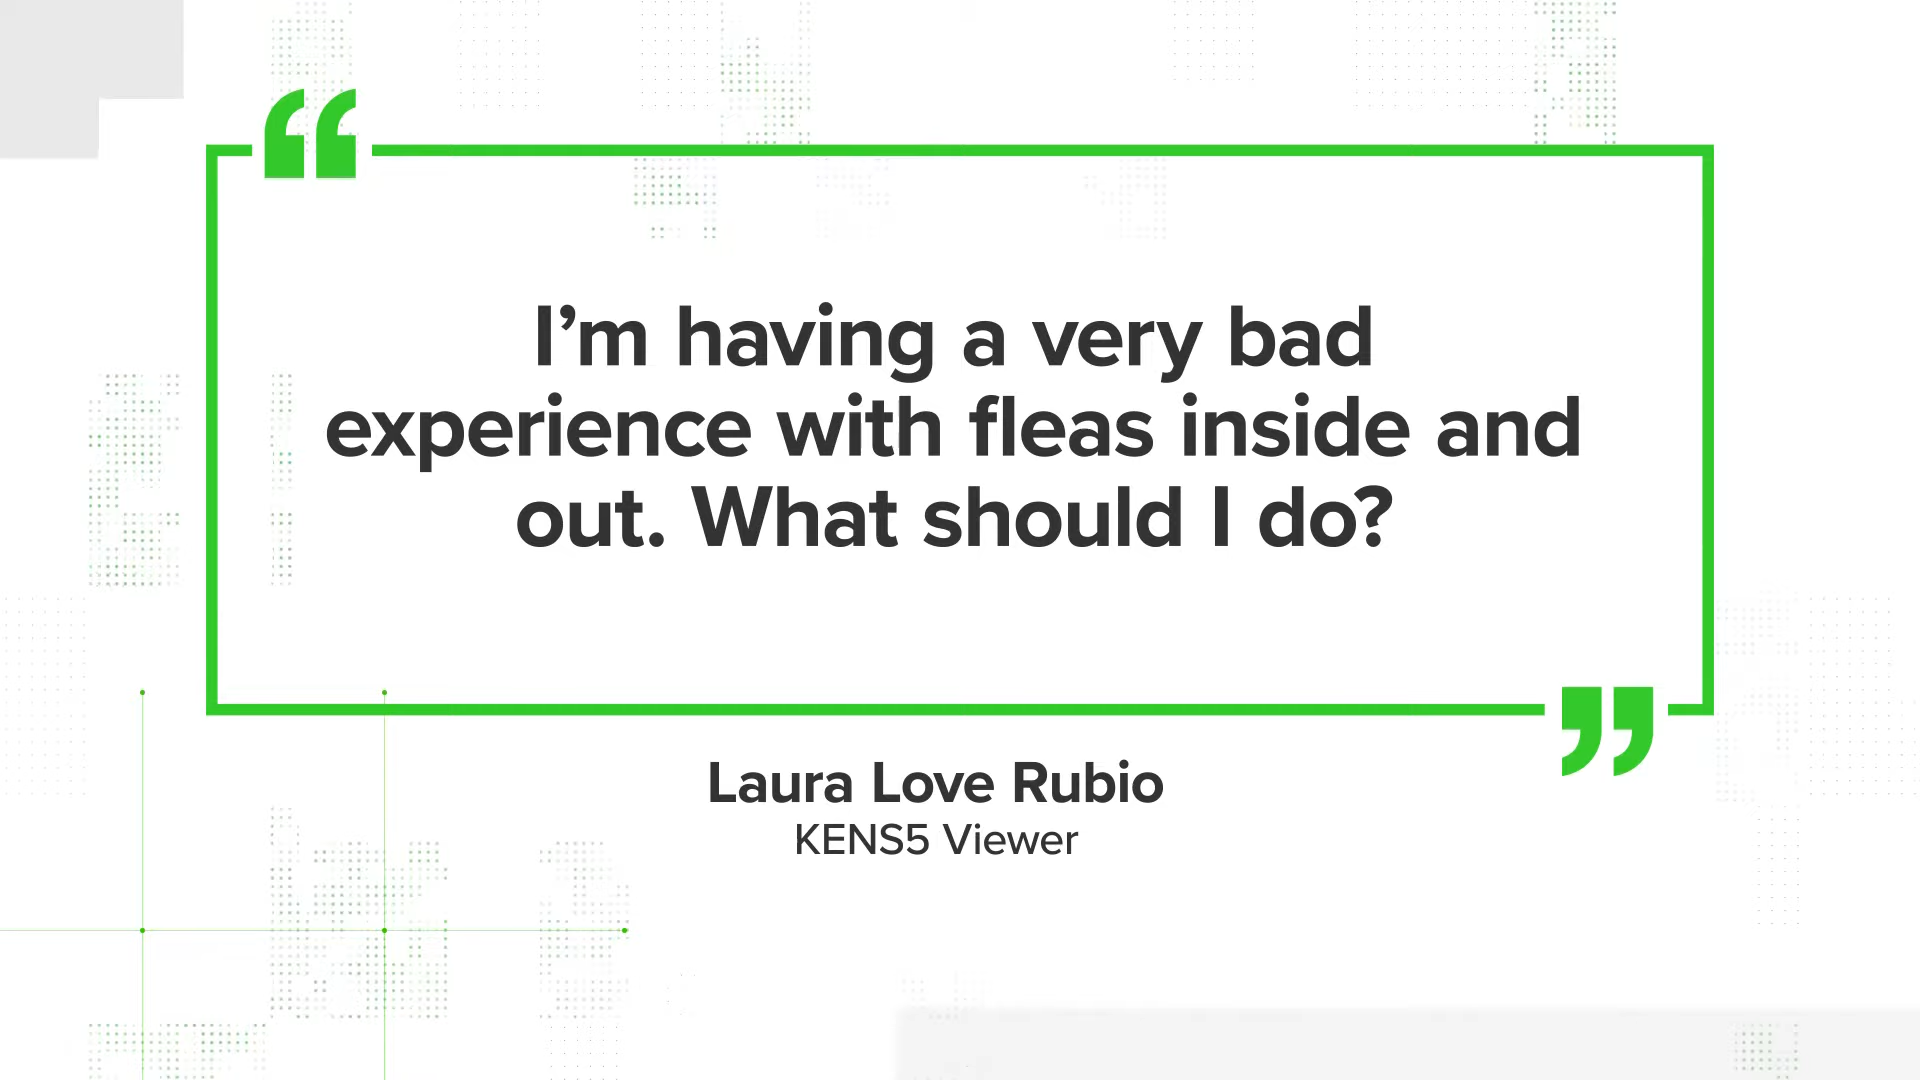 “
I’m having a very bad
experience with fleas inside and
out. What should I do?
”
Laura Love Rubio
KENS5 Viewer